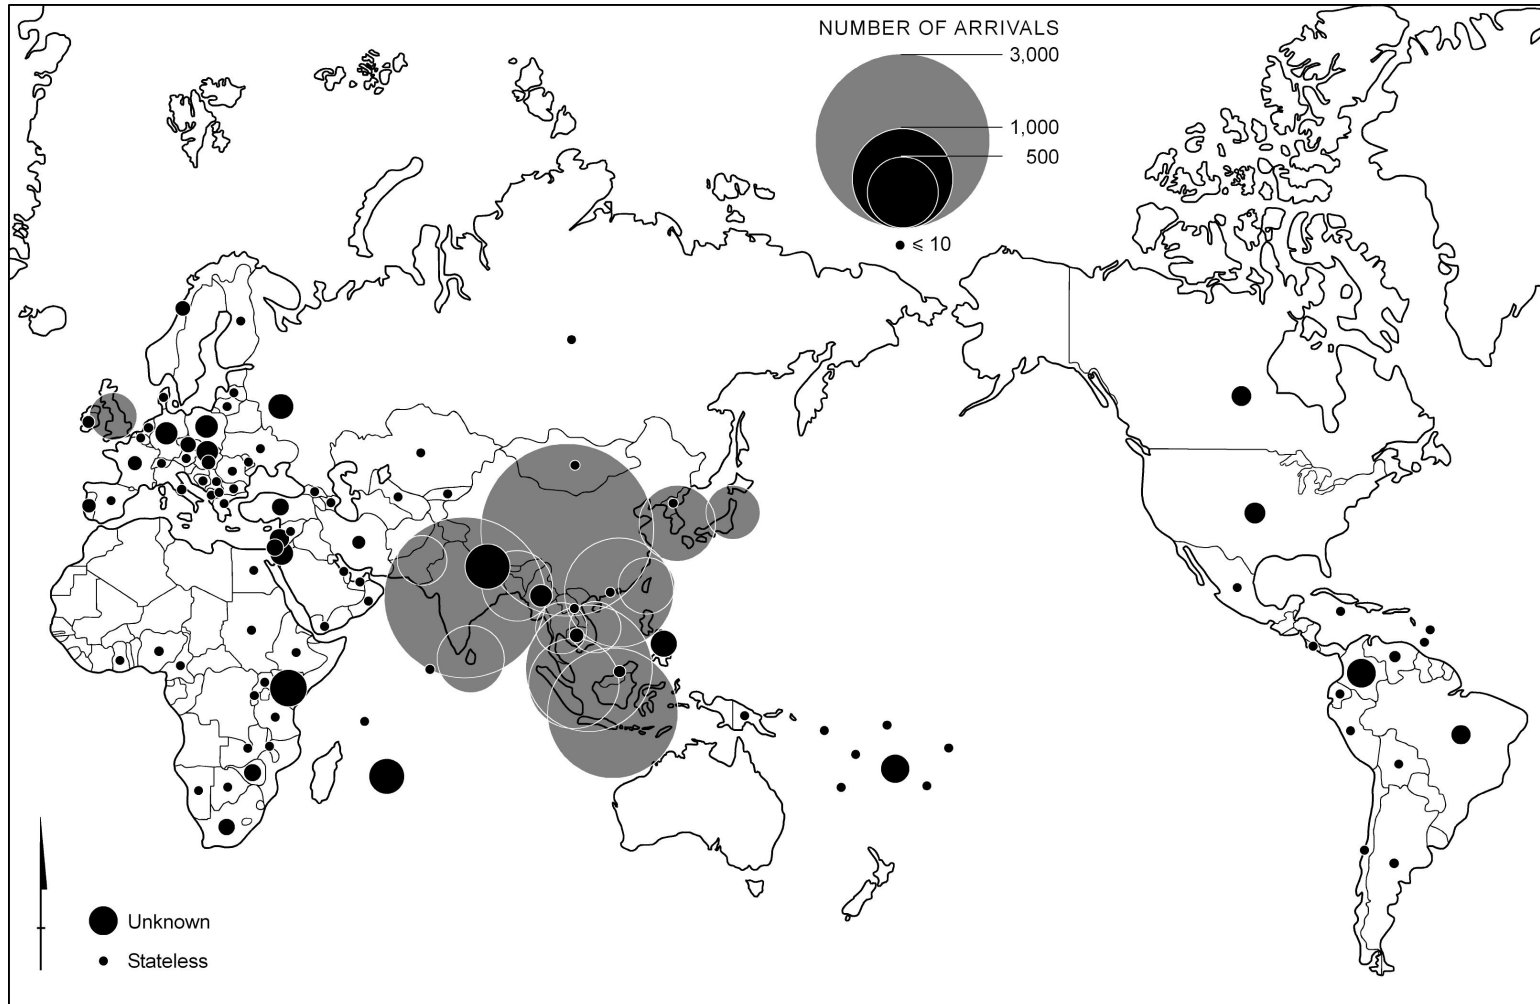 NUMBER OF ARRIVALS
3,000
1,000
500
≤ 10
Unknown
Stateless